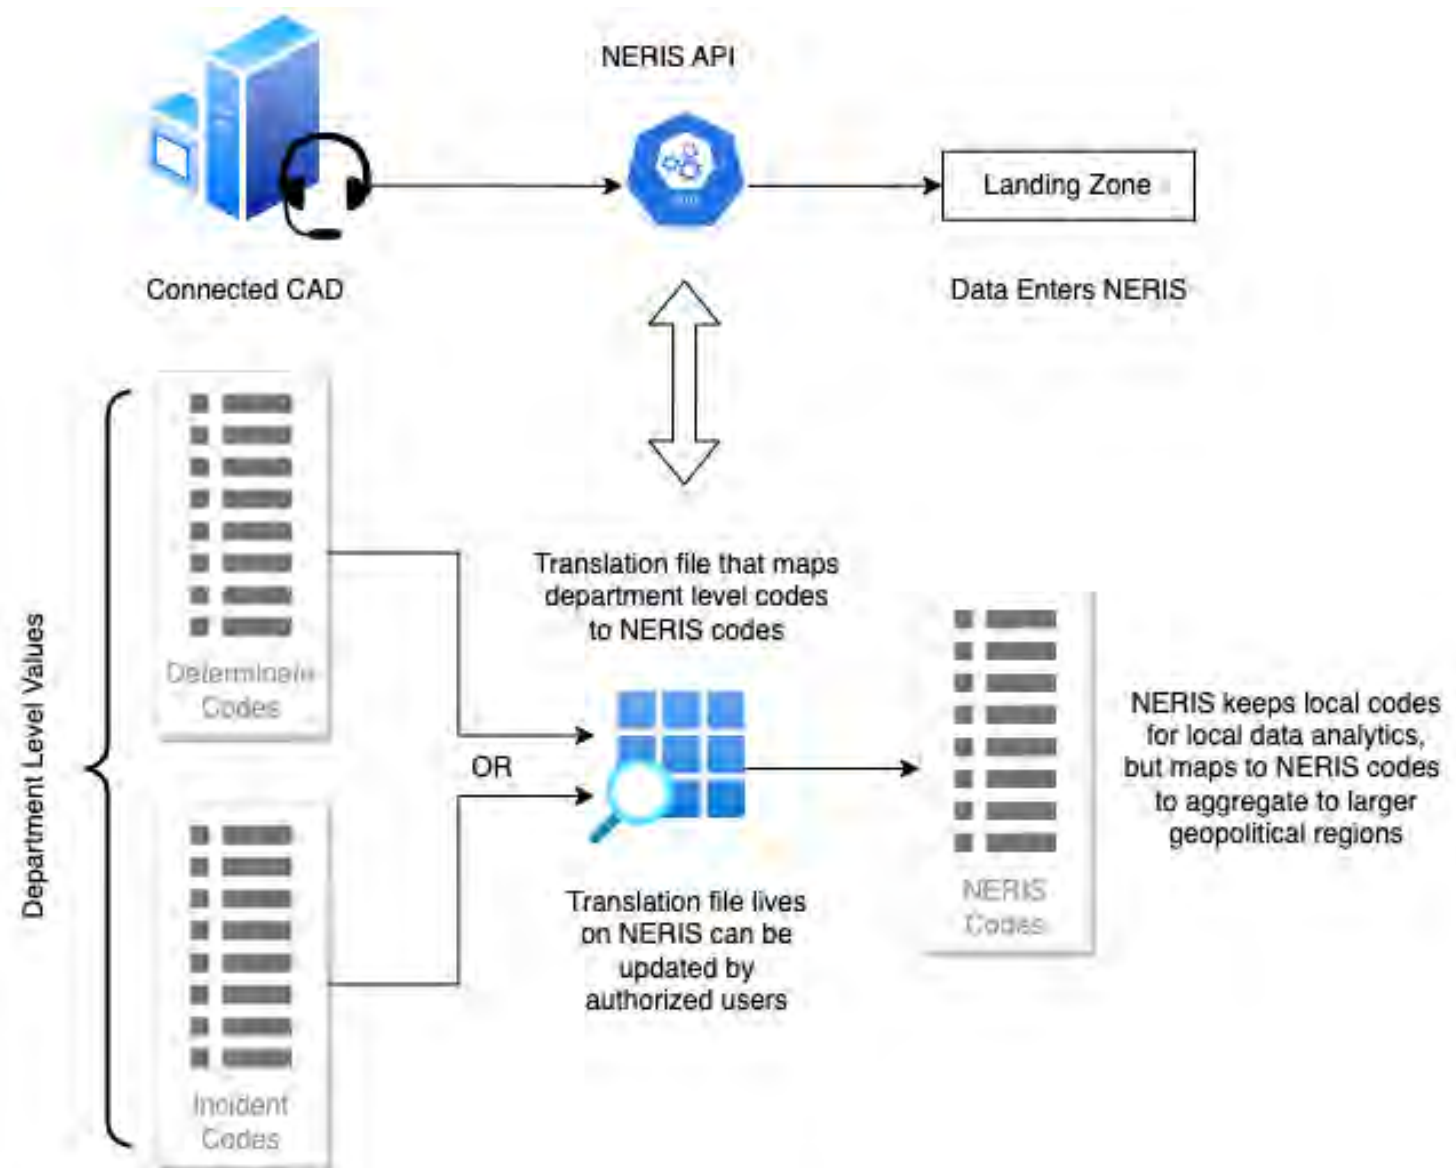 NERIS API
Landing Zone
Connected CAD
Data Enters NERIS
Department Level Values
Determinate
Codes
Incident
Codes
OR
Translation file that maps
department level codes
to NERIS codes
Translation file lives
on NERIS can be
updated by
authorized users
NERIS
Codes
NERIS keeps local codes
for local data analytics,
but maps to NERIS codes
to aggregate to larger
geopolitical regions